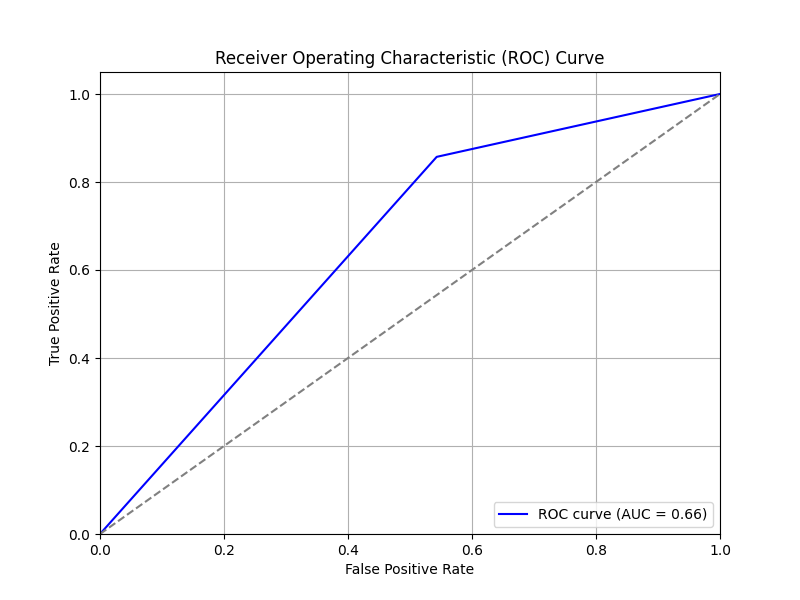 Receiver Operating Characteristic (ROC) Curve
1.0
0.8
0.6
0.4
0.2
0.0
True Positive Rate
ROC curve (AUC = 0.66)
0.0 0.2 0.4 0.6 0.8 1.0
False Positive Rate